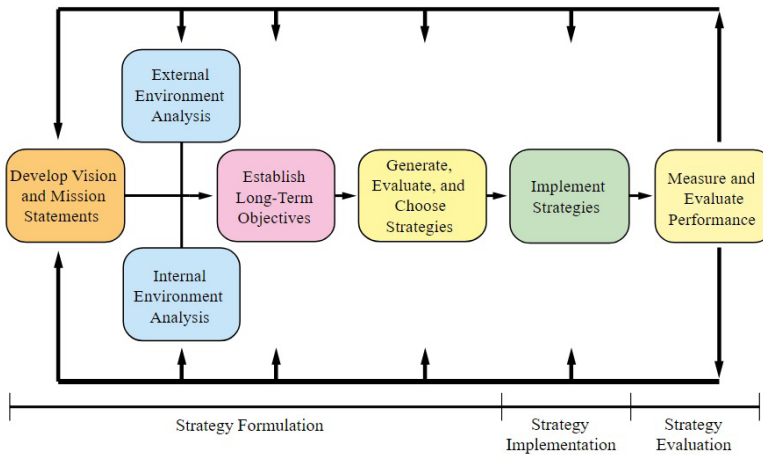 External
Environment
Analysis
Develop Vision
and Mission
Statements
Establish
Long-Term
Objectives
Generate,
Evaluate, and
Choose
Strategies
Implement
Strategies
Measure and
Evaluate
Performance
Internal
Environment
Analysis
Strategy Formulation
Strategy
Implementation
Strategy
Evaluation